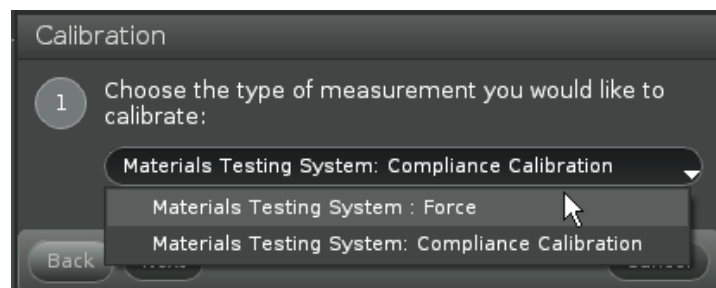 Calibration
1
Choose the type of measurement you would like to
calibrate:
Materials Testing System: Compliance Calibration
Materials Testing System : Force
Materials Testing System: Compliance Calibration
Back